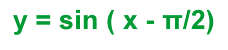 y = sin ( x - π/2)